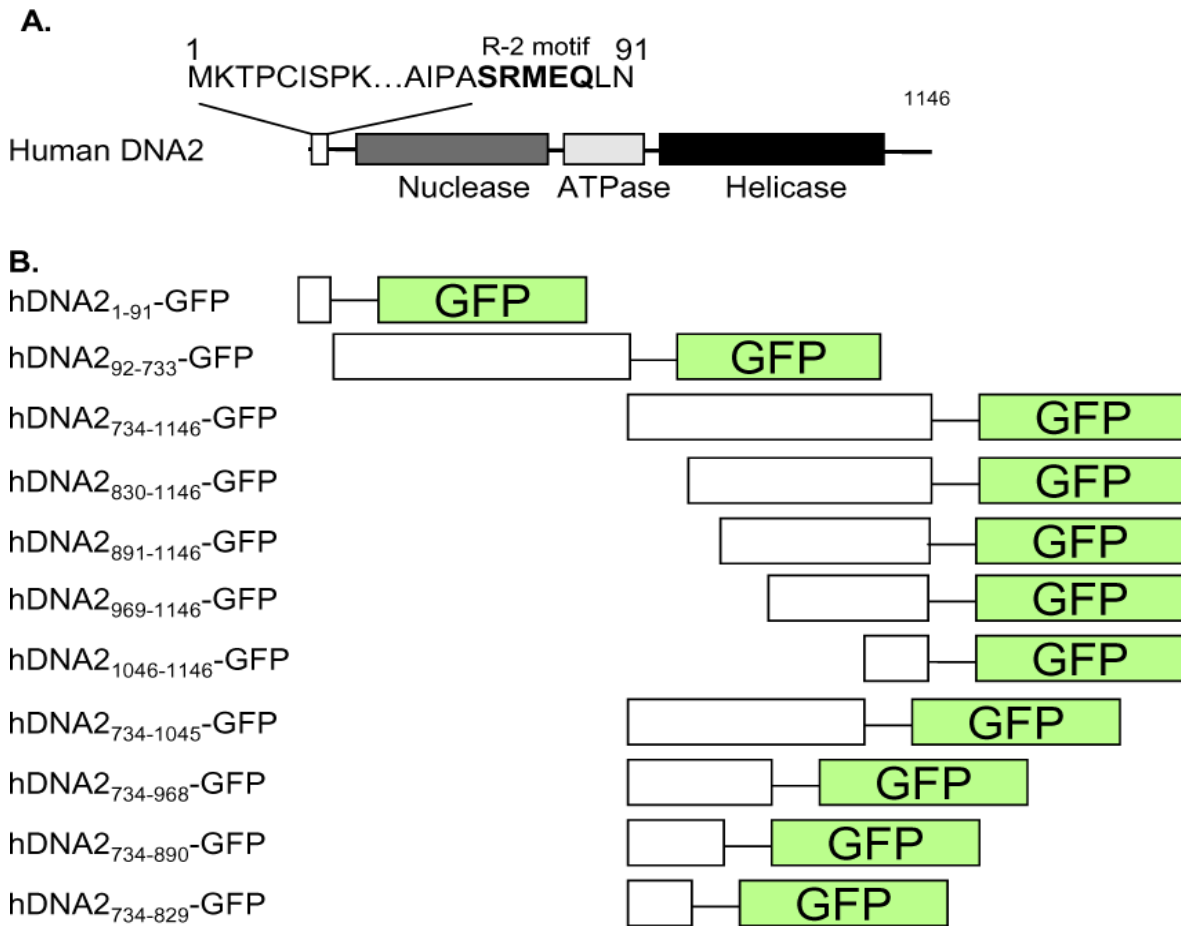 A.
1 R-2 motif 91
MKTPCISPK...AIPASRMEQLN
1146
Human DNA2
Nuclease ATPase Helicase
B.
hDNA21-91-GFP GFP
hDNA292-733-GFP GFP
hDNA2734-1146-GFP GFP
hDNA2830-1146-GFP GFP
hDNA2891-1146-GFP GFP
hDNA2969-1146-GFP GFP
hDNA21046-1146-GFP GFP
hDNA2734-1045-GFP GFP
hDNA2734-968-GFP GFP
hDNA2734-890-GFP GFP
hDNA2734-829-GFP GFP